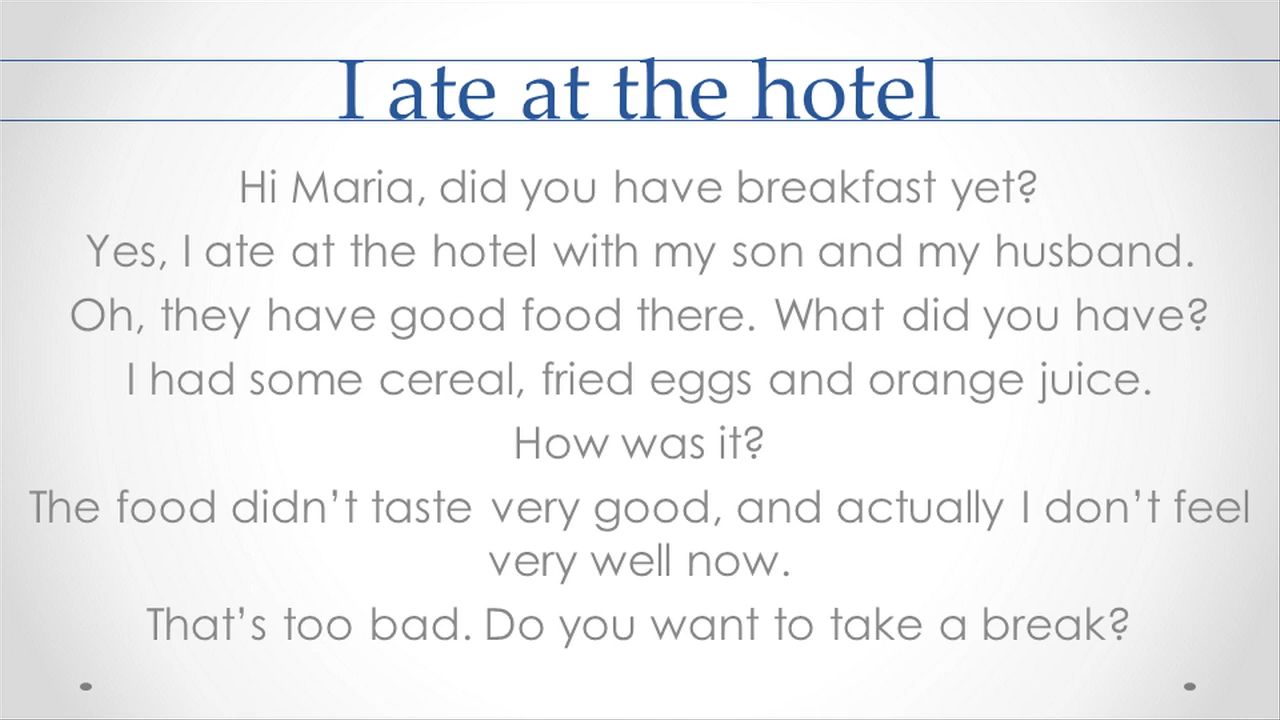 I ate at the hotel
Hi Maria, did you have breakfast yet?
Yes, I ate at the hotel with my son and my husband.
Oh, they have good food there. What did you have?
I had some cereal, fried eggs and orange juice.
How was it?
The food didn’t taste very good, and actually I don’t feel
very well now.
That’s too bad. Do you want to take a break?